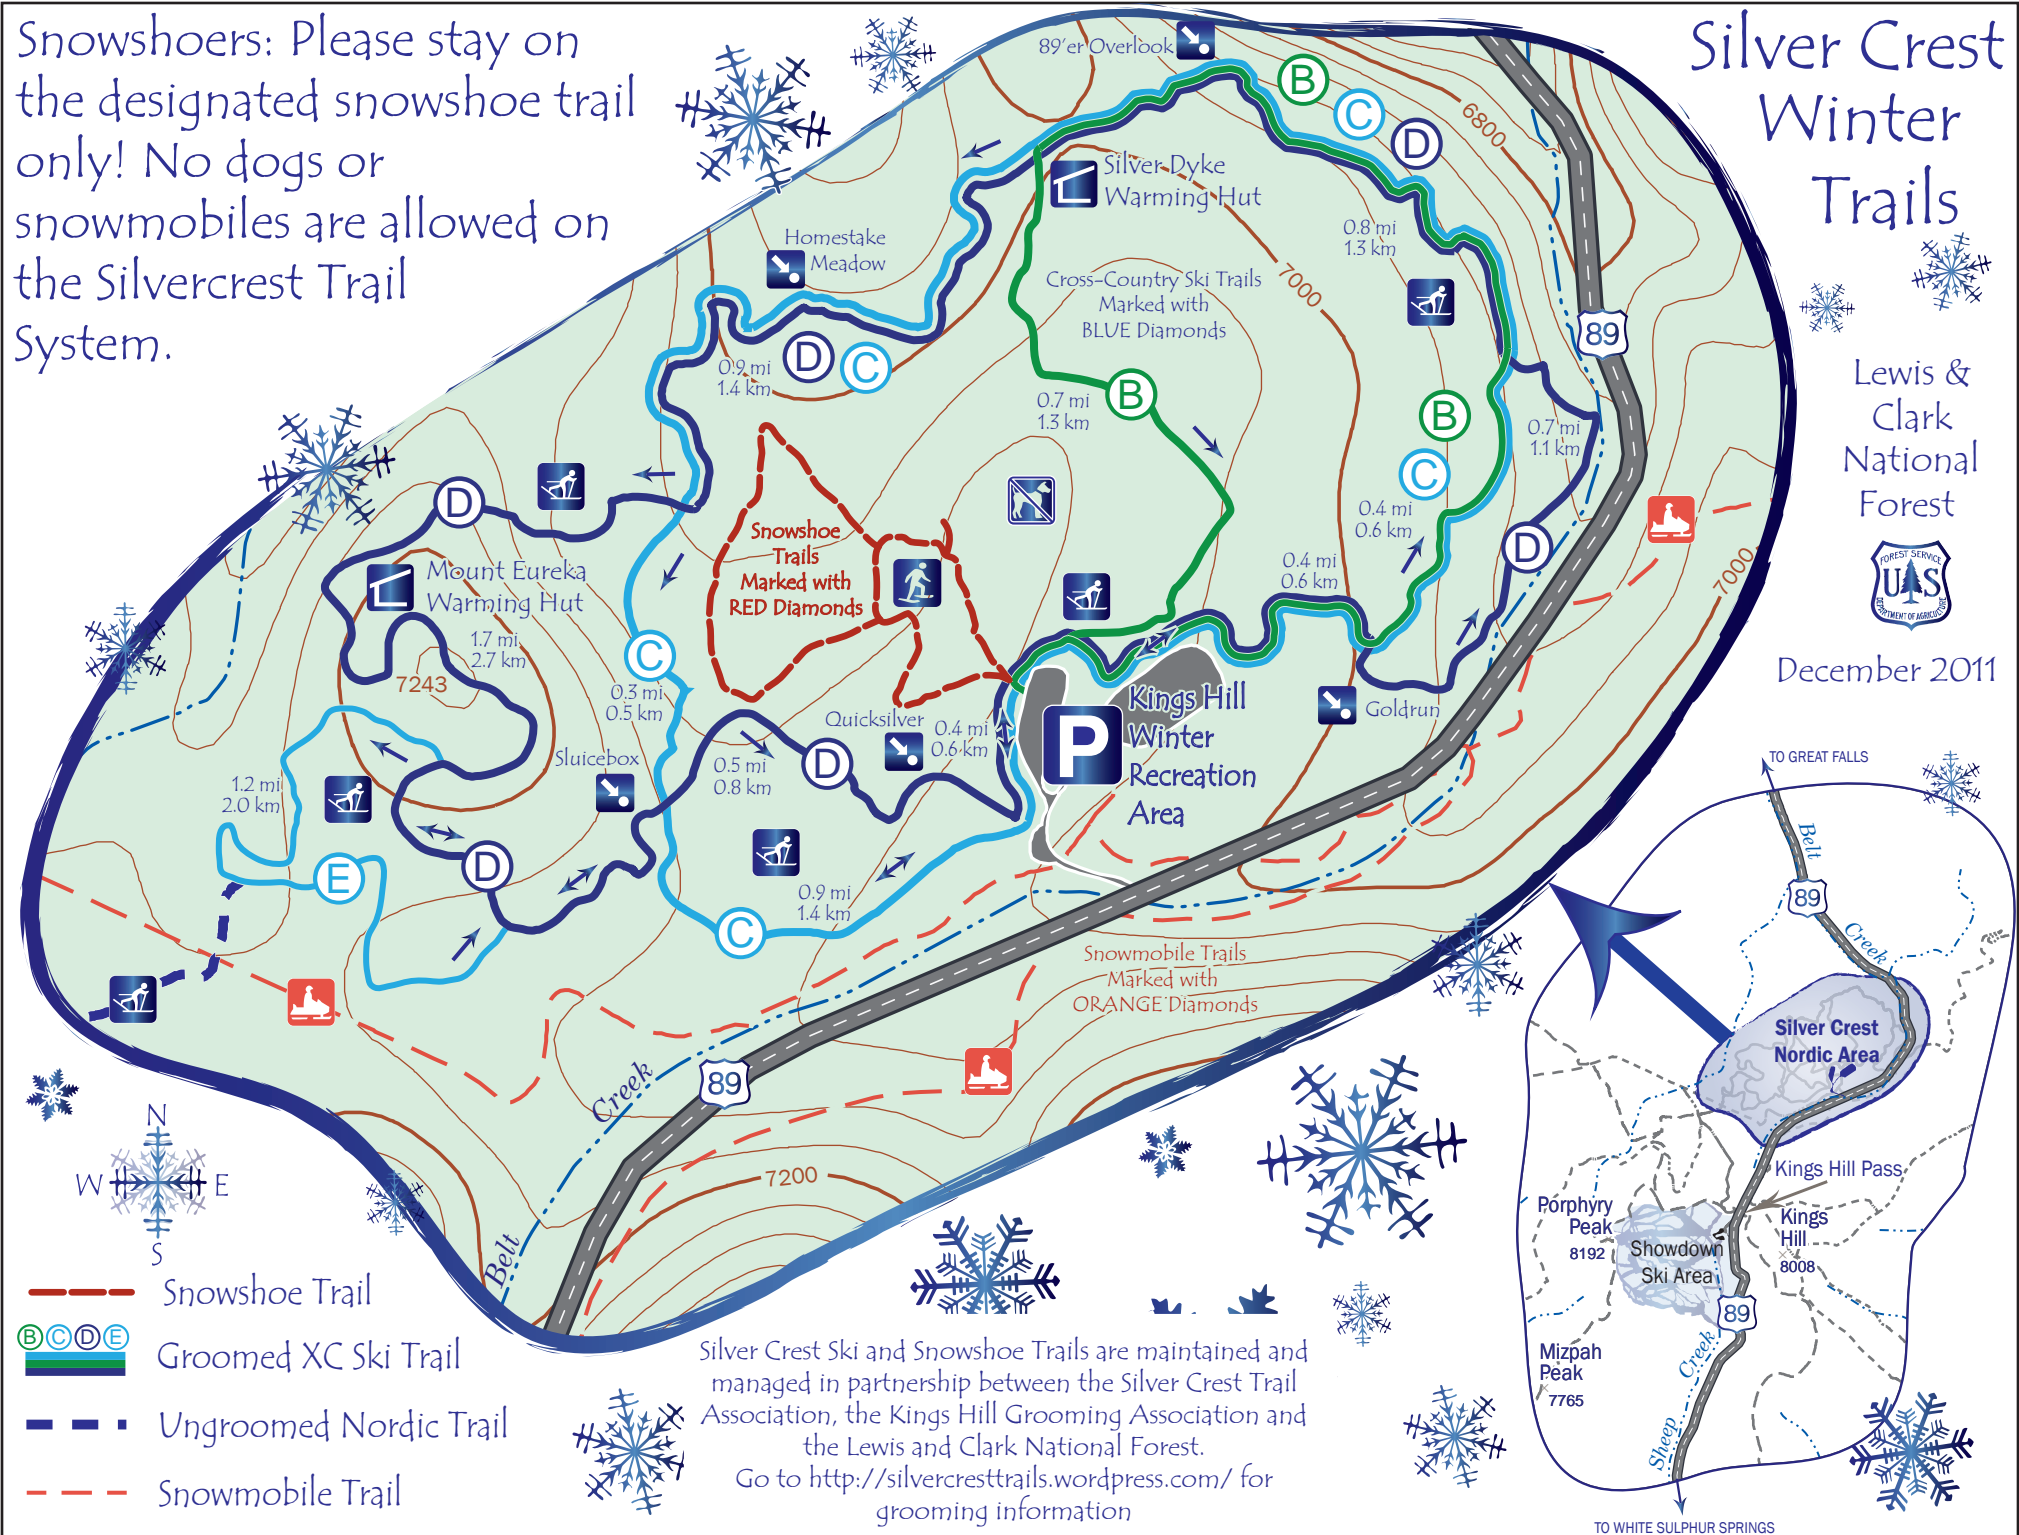 Snowshoers: Please stay on
the designated snowshoe trail
only! No dogs or
snowmobiles are allowed on
the Silvercrest Trail
System.
Silver Crest
Winter
Trails
Lewis &
Clark
National
Forest
FOREST SERVICE
US
DEPARTMENT OF AGRICULTURE
December 2011
89'er Overlook
B
C
D
6800
Silver Dyke
Warming Hut
0.8 mi
1.3 km
Homestake
Meadow
Cross-Country Ski Trails
Marked with
BLUE Diamonds
7000
89
D
C
0.9 mi
1.4 km
B
0.7 mi
1.3 km
B
C
0.7 mi
1.1 km
0.4 mi
0.6 km
D
D
Snowshoe
Trails
Marked with
RED Diamonds
0.4 mi
0.6 km
7000
Mount Eureka
Warming Hut
1.7 mi
2.7 km
7243
C
0.3 mi
0.5 km
Quicksilver
0.4 mi
0.6 km
Goldrun
P
Kings Hill
Winter
Recreation
Area
Sluicebox
0.5 mi
0.8 km
D
1.2 mi
2.0 km
E
D
0.9 mi
1.4 km
C
Snowmobile Trails
Marked with
ORANGE Diamonds
89
Creek
Belt
7200
N
W
E
S
Snowshoe Trail
B C D E
Groomed XC Ski Trail
Ungroomed Nordic Trail
Snowmobile Trail
Silver Crest Ski and Snowshoe Trails are maintained and
managed in partnership between the Silver Crest Trail
Association, the Kings Hill Grooming Association and
the Lewis and Clark National Forest.
Go to http://silvercresttrails.wordpress.com/ for
grooming information
TO GREAT FALLS
Belt
89
Creek
Silver Crest
Nordic Area
Kings Hill Pass
Porphyry
Peak
8192
Kings
Hill
8008
Showdown
Ski Area
89
Mizpah
Peak
7765
Creek
Sheep
TO WHITE SULPHUR SPRINGS